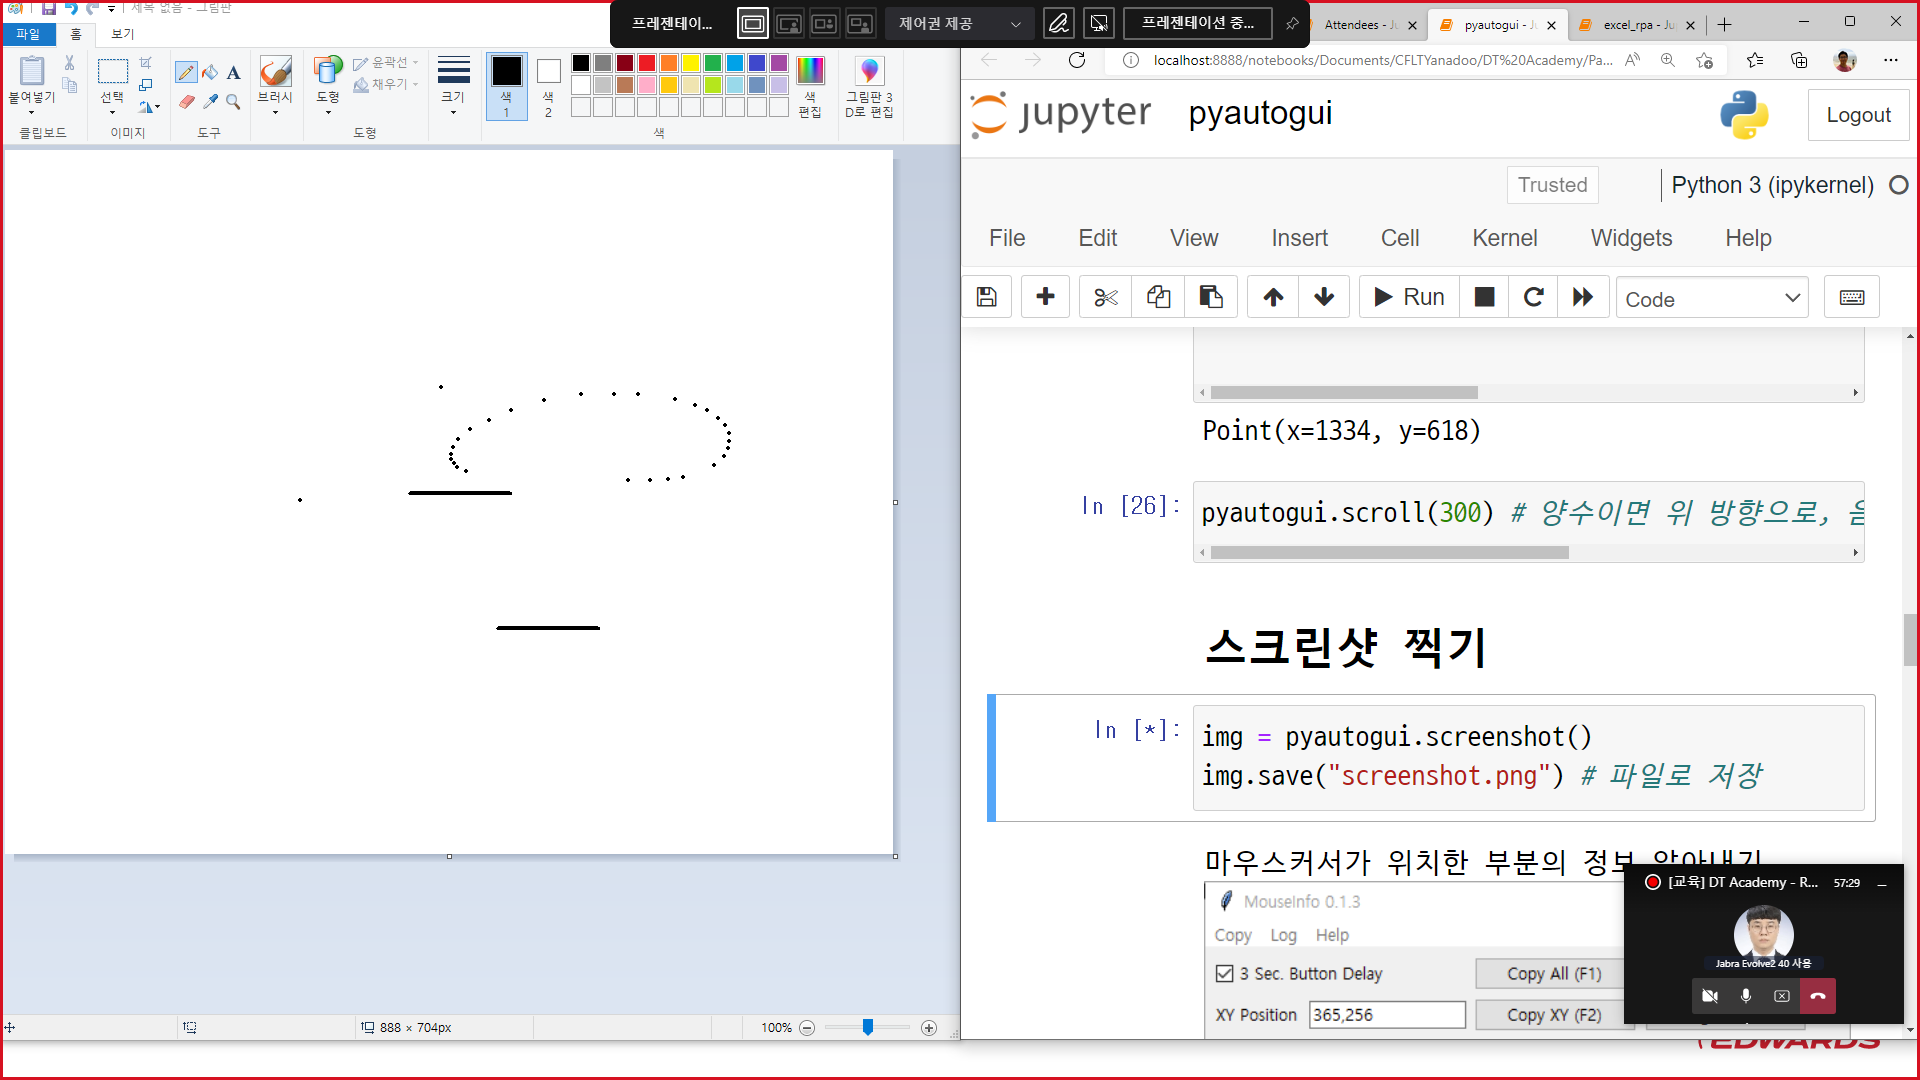 제목 없음 - 그림판
파일
홈
보기
붙여넣기
클립보드
선택
이미지
도구
브러시
도형
윤곽선
채우기
도형
크기
색
1
색
2
색
편집
색
그림판 3
D로 편집
888 × 704px
100%
프레젠테이...
제어권 제공
프레젠테이션 중...
Attendees - J
pyautogui - Ju
excel_rpa - Ju
localhost:8888/notebooks/Documents/CFLTYanadoo/DT%20Academy/Pa...
jupyter
pyautogui
Logout
Trusted
Python 3 (ipykernel)
File
Edit
View
Insert
Cell
Kernel
Widgets
Help
Run
Code
Point(x=1334, y=618)
In [26]:
pyautogui.scroll(300) # 양수이면 위 방향으로,
스크린샷 찍기
In [*]:
img = pyautogui.screenshot()
img.save("screenshot.png") # 파일로 저장
마우스커서가 위치한 부분의 정보 알아내기
MouseInfo 0.1.3
Copy Log Help
3 Sec. Button Delay
Copy All (F1)
XY Position
365,256
Copy XY (F2)
[교육] DT Academy - R...
57:29
Jabra Evolve2 40 사용
EDWARDS